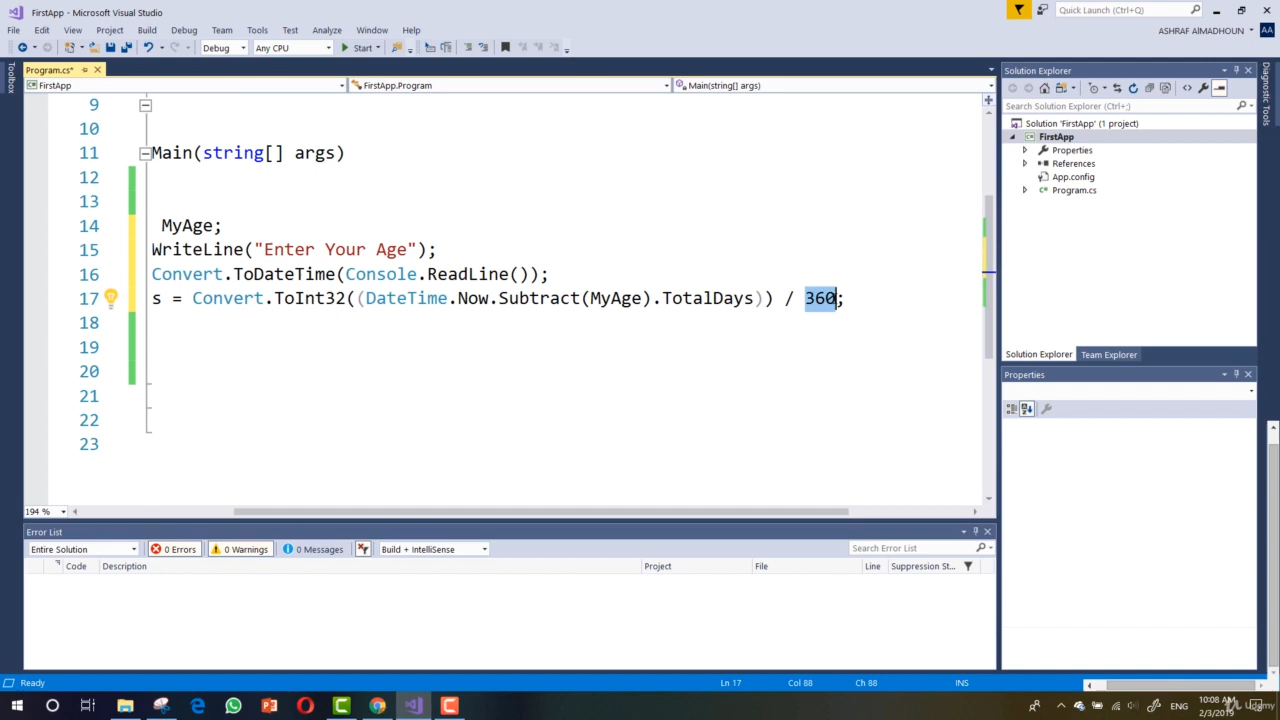 FirstApp - Microsoft Visual Studio
Quick Launch (Ctrl+Q)
File Edit View Project Build Debug Team Tools Test Analyze Window Help
ASHRAF AlMADHOUN AA
Debug Any CPU Start
Toolbox
Program.cs*
FirstApp FirstApp.Program Main(string[] args)
9
10
11 Main(string[] args)
12
13
14 MyAge;
15 WriteLine("Enter Your Age");
16 Convert.ToDateTime(Console.ReadLine());
17 s = Convert.ToInt32((DateTime.Now.Subtract(MyAge).TotalDays)) / 360;
18
19
20
21
22
23
194 %
Solution Explorer
Search Solution Explorer (Ctrl+;)
Solution 'FirstApp' (1 project)
FirstApp
Properties
References
App.config
Program.cs
Solution Explorer Team Explorer
Properties
Diagnostic Tools
Error List
Entire Solution 0 Errors 0 Warnings 0 Messages Build + IntelliSense Search Error List
Code Description Project File Line Suppression St...
Ready Ln 17 Col 88 Ch 88 INS
ENG 10:08 AM
2/3/2019
Udemy